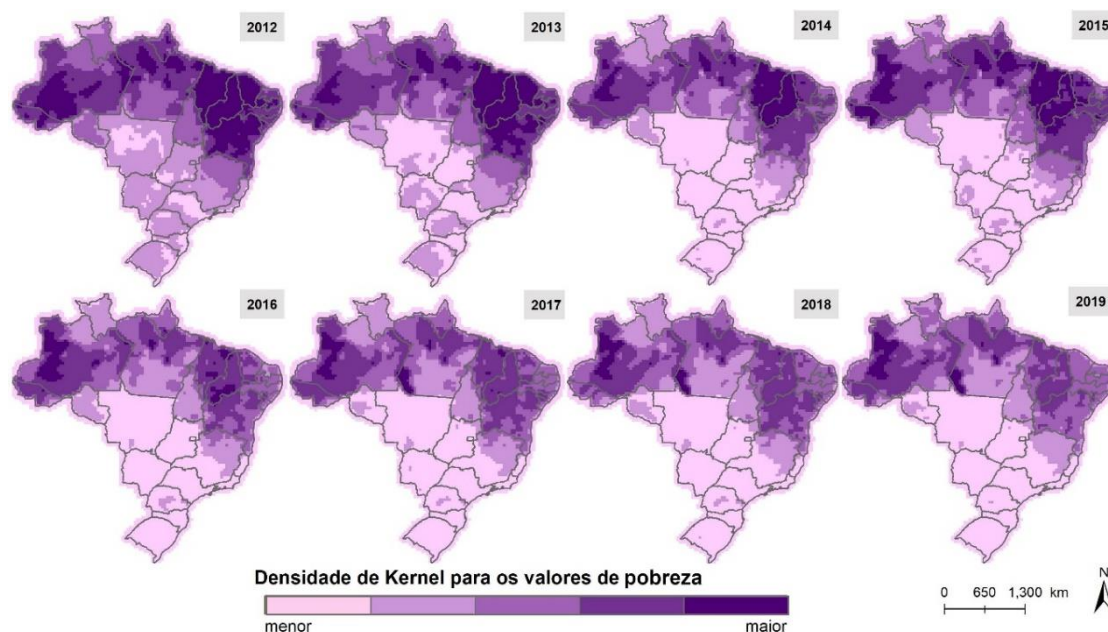 2012
2013
2014
2015
2016
2017
2018
2019
Densidade de Kernel para os valores de pobreza
menor
maior
0 650 1,300 km
N